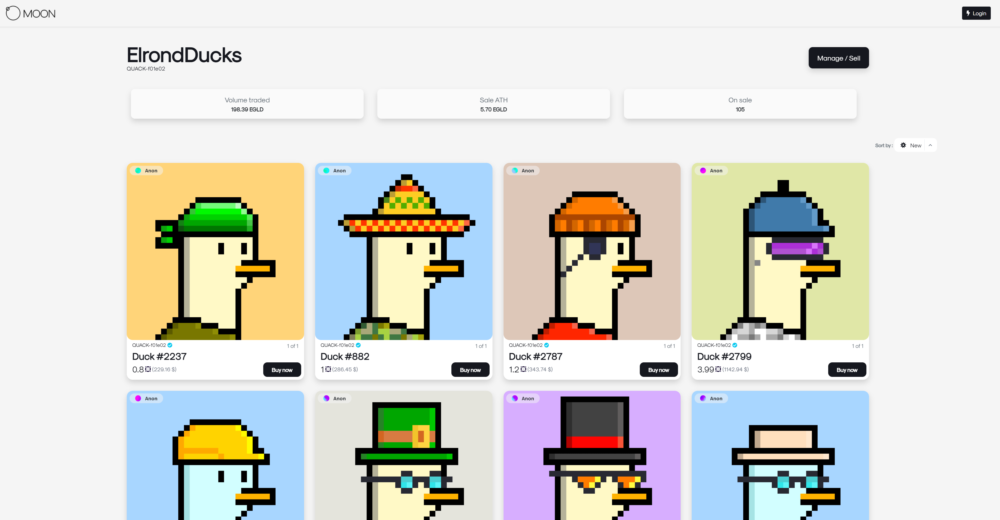 MOON
Login
ElrondDucks
QUACK-f01e02
Manage / Sell
Volume traded
198.39 EGLD
Sale ATH
5.70 EGLD
On sale
105
Sort by :
New
Anon
Anon
Anon
Anon
QUACK-f01e02
1 of 1
Duck #2237
0.8 (229.16 $)
Buy now
QUACK-f01e02
1 of 1
Duck #882
1 (286.45 $)
Buy now
QUACK-f01e02
1 of 1
Duck #2787
1.2 (343.74 $)
Buy now
QUACK-f01e02
1 of 1
Duck #2799
3.99 (1142.94 $)
Buy now
Anon
Anon
Anon
Anon